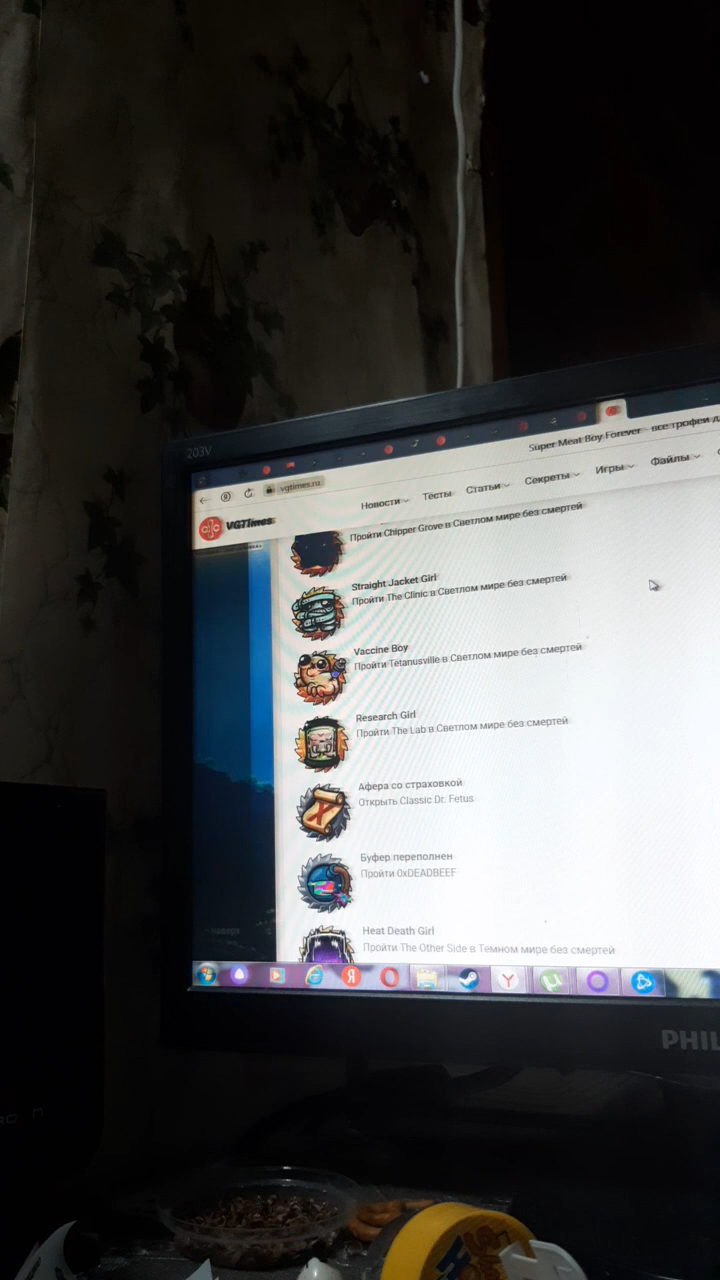 203V
Super Meat Boy Forever - все трофеи
vgtimes.ru
VGTimes
Новости
Тесты
Статьи
Секреты
Игры
Файлы
Пройти Chipper Grove в Светлом мире без смертей
Straight Jacket Girl
Пройти The Clinic в Светлом мире без смертей
Vaccine Boy
Пройти Tetanusville в Светлом мире без смертей
Research Girl
Пройти The Lab в Светлом мире без смертей
Афера со страховкой
Открыть Classic Dr. Fetus
Буфер переполнен
Пройти 0xDEADBEEF
Heat Death Girl
Пройти The Other Side в Темном мире без смертей
наверх
PHIL